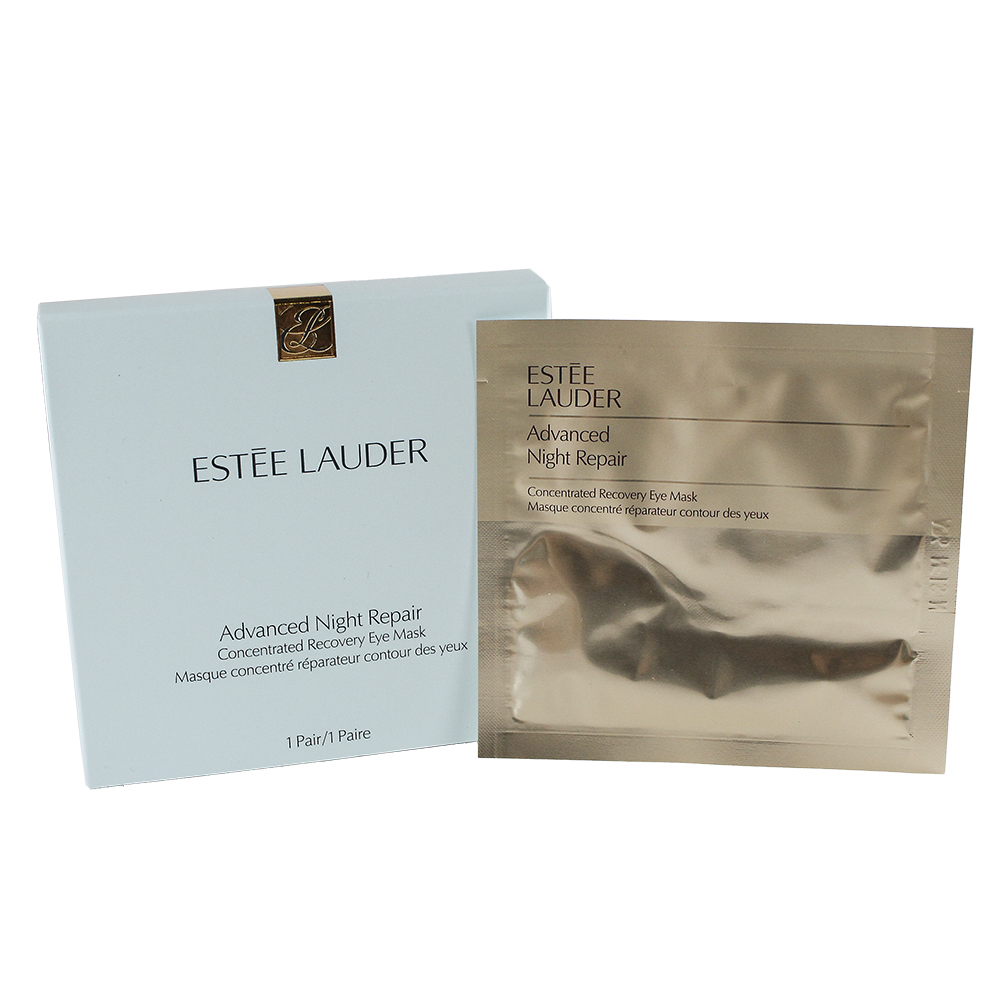 ESTĒE LAUDER
Advanced Night Repair
Concentrated Recovery Eye Mask
Masque concentré réparateur contour des yeux
1 Pair/1 Paire
ESTĒE
LAUDER
Advanced
Night Repair
Concentrated Recovery Eye Mask
Masque concentré réparateur contour des yeux